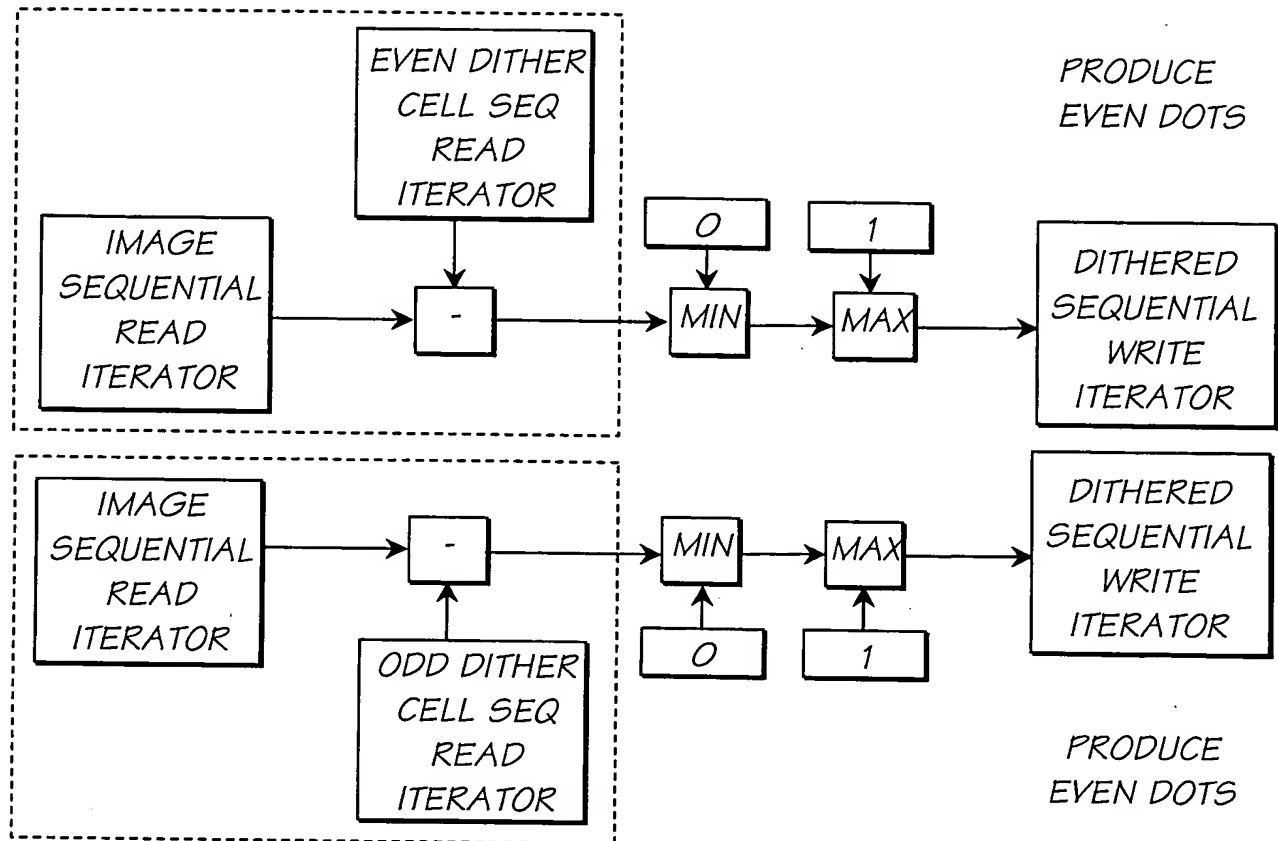 EVEN DITHER
CELL SEQ
READ
ITERATOR
PRODUCE
EVEN DOTS
IMAGE
SEQUENTIAL
READ
ITERATOR
-
0
1
MIN
MAX
DITHERED
SEQUENTIAL
WRITE
ITERATOR
IMAGE
SEQUENTIAL
READ
ITERATOR
-
MIN
MAX
0
1
DITHERED
SEQUENTIAL
WRITE
ITERATOR
ODD DITHER
CELL SEQ
READ
ITERATOR
PRODUCE
EVEN DOTS